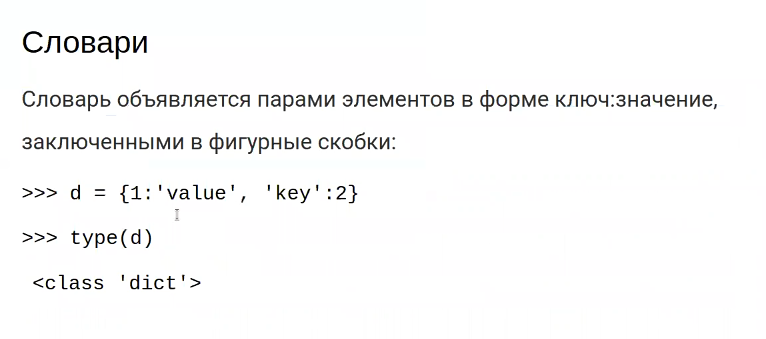 Словари
Словарь объявляется парами элементов в форме ключ:значение,
заключенными в фигурные скобки:
>>> d = {1:'value', 'key':2}
>>> type(d)
<class 'dict'>